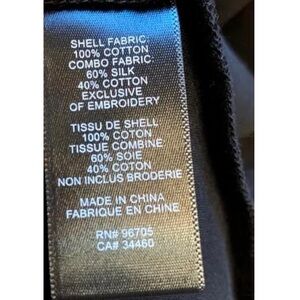 SHELL FABRIC:
100% COTTON
COMBO FABRIC:
60% SILK
40% COTTON
EXCLUSIVE
OF EMBROIDERY
TISSU DE SHELL
100% COTON
TISSUE COMBINE
60% SOIE
40% COTON
NON INCLUS BRODERIE
MADE IN CHINA
FABRIQUE EN CHINE
RN# 96705
CA# 34460